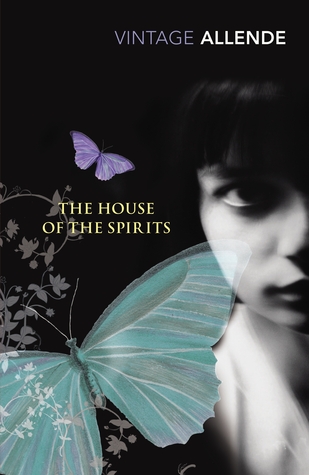 VINTAGE ALLENDE
THE HOUSE
OF THE SPIRITS